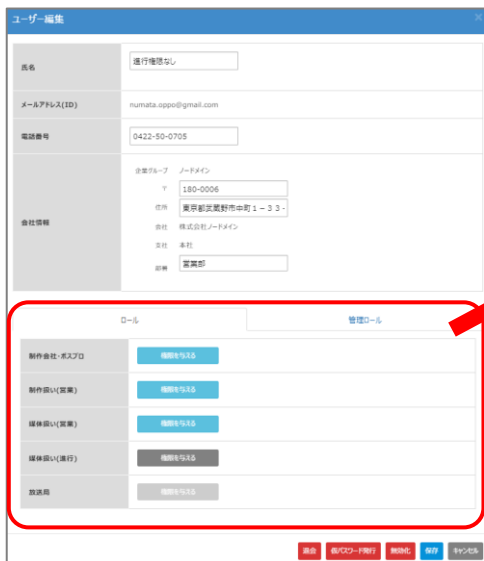 ユーザー編集
×
氏名
進行権限なし
メールアドレス(ID)
numata.oppo@gmail.com
電話番号
0422-50-0705
会社情報
企業グループ ノードメイン
〒 180-0006
住所 東京都武蔵野市中町1-33-
会社 株式会社ノードメイン
支社 本社
部署 営業部
ロール
管理ロール
制作会社・ポスプロ
権限を与える
制作扱い(営業)
権限を与える
媒体扱い(営業)
権限を与える
媒体扱い(進行)
権限を与える
放送局
権限を与える
退会
仮パスワード発行
無効化
保存
キャンセル